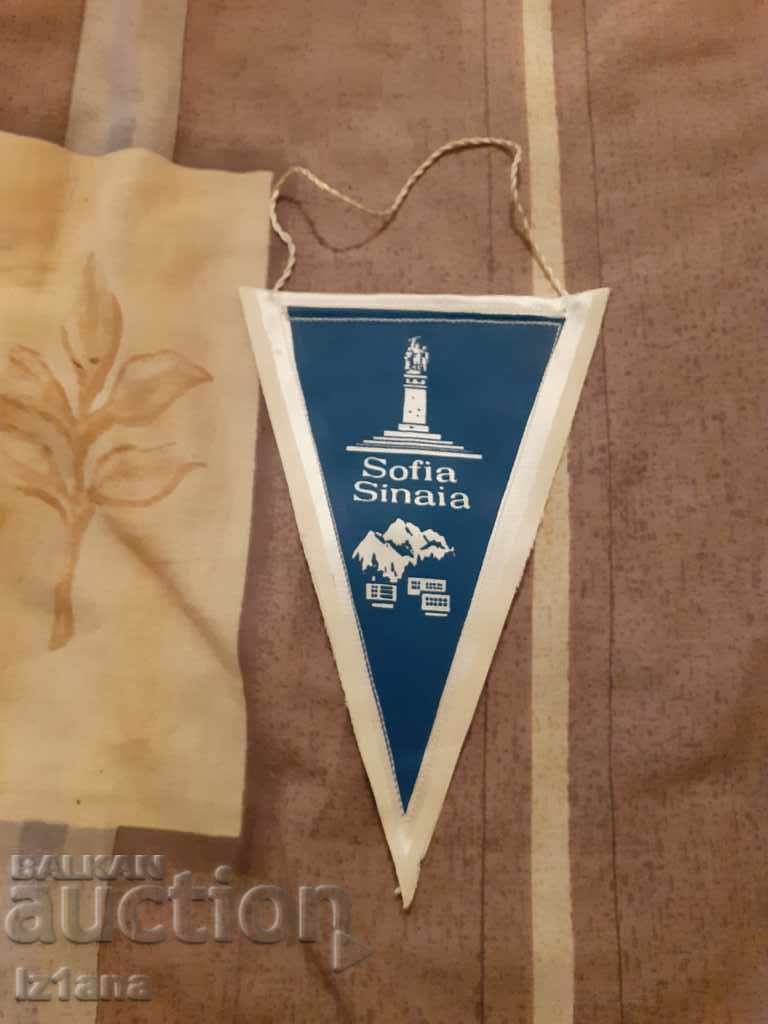 Sofia
Sinaia
BALKAN
auction
Iz1ana